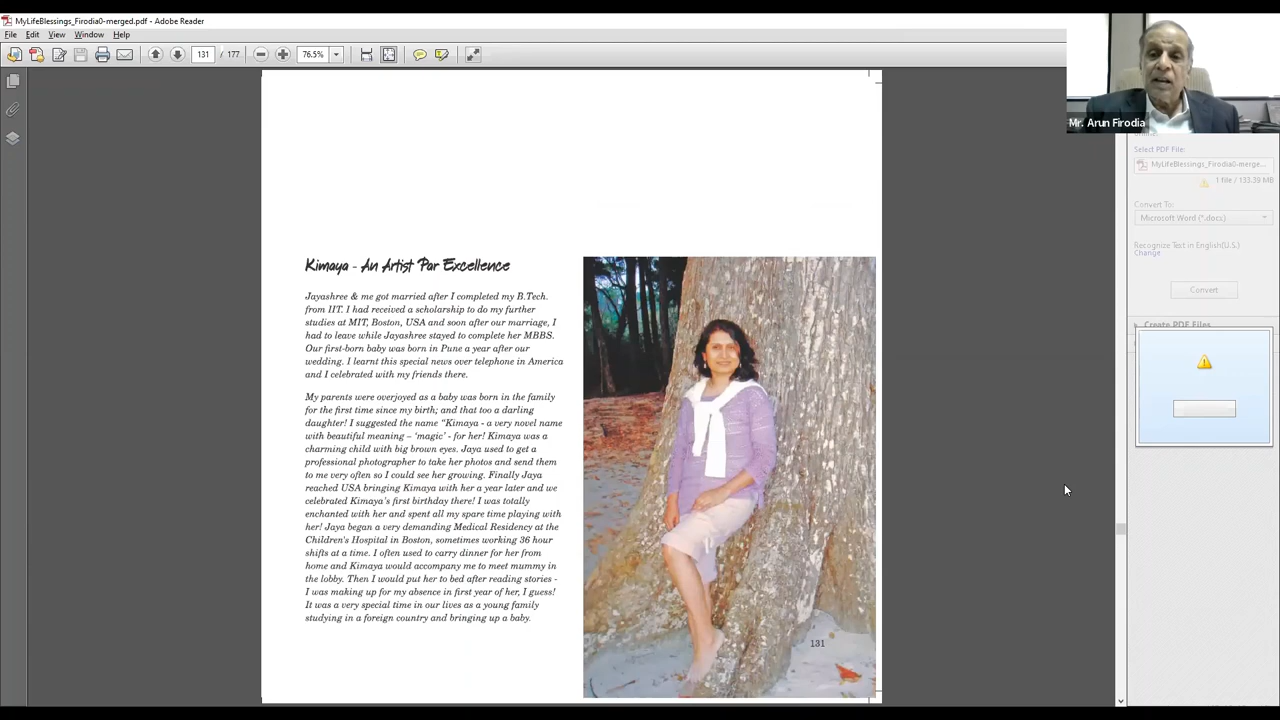 MyLifeBlessings_Firodia0-merged.pdf - Adobe Reader
File Edit View Window Help
131 / 177 76.5%
Mr. Arun Firodia
Select PDF File:
MyLifeBlessings_Firodia0-merge...
1 file / 133.39 MB
Convert To:
Microsoft Word (*.docx)
Recognize Text in English(U.S.)
Change
Convert
Create PDF Files
Kimaya - An Artist Par Excellence
Jayashree & me got married after I completed my B.Tech.
from IIT. I had received a scholarship to do my further
studies at MIT, Boston, USA and soon after our marriage, I
had to leave while Jayashree stayed to complete her MBBS.
Our first-born baby was born in Pune a year after our
wedding. I learnt this special news over telephone in America
and I celebrated with my friends there.
My parents were overjoyed as a baby was born in the family
for the first time since my birth; and that too a darling
daughter! I suggested the name "Kimaya - a very novel name
with beautiful meaning – 'magic' - for her! Kimaya was a
charming child with big brown eyes. Jaya used to get a
professional photographer to take her photos and send them
to me very often so I could see her growing. Finally Jaya
reached USA bringing Kimaya with her a year later and we
celebrated Kimaya's first birthday there! I was totally
enchanted with her and spent all my spare time playing with
her! Jaya began a very demanding Medical Residency at the
Children's Hospital in Boston, sometimes working 36 hour
shifts at a time. I often used to carry dinner for her from
home and Kimaya would accompany me to meet mummy in
the lobby. Then I would put her to bed after reading stories -
I was making up for my absence in first year of her, I guess!
It was a very special time in our lives as a young family
studying in a foreign country and bringing up a baby.
131